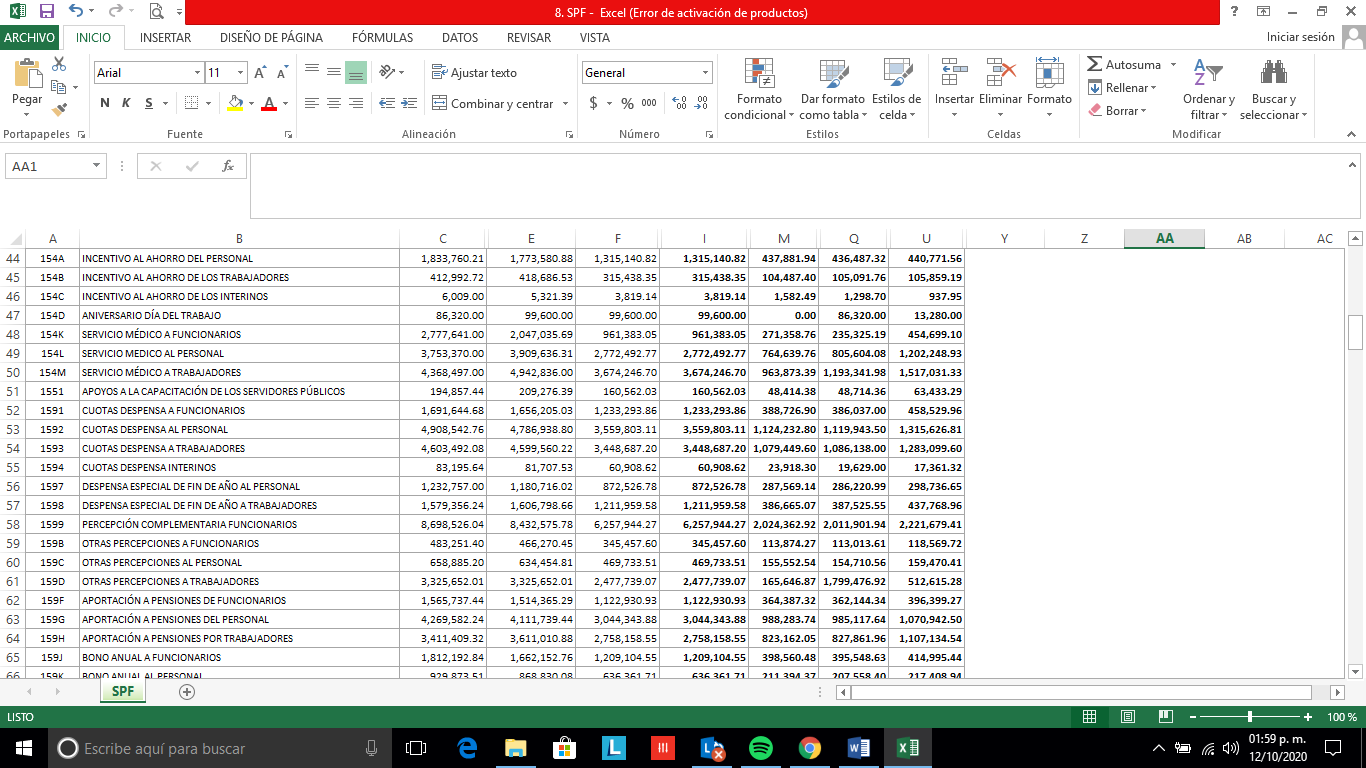 8. SPF - Excel (Error de activación de productos)
ARCHIVO INICIO INSERTAR DISEÑO DE PÁGINA FÓRMULAS DATOS REVISAR VISTA Iniciar sesión
Arial 11 Ajustar texto General Autosuma
Pegar Rellenar
N K S Combinar y centrar $ % 000 Formato condicional Dar formato como tabla Estilos de celda Insertar Eliminar Formato Borrar Ordenar y filtrar Buscar y seleccionar
Portapapeles Fuente Alineación Número Estilos Celdas Modificar
AA1 fx
A B C E F I M Q U Y Z AA AB AC
44 154A INCENTIVO AL AHORRO DEL PERSONAL 1,833,760.21 1,773,580.88 1,315,140.82 1,315,140.82 437,881.94 436,487.32 440,771.56
45 154B INCENTIVO AL AHORRO DE LOS TRABAJADORES 412,992.72 418,686.53 315,438.35 315,438.35 104,487.40 105,091.76 105,859.19
46 154C INCENTIVO AL AHORRO DE LOS INTERINOS 6,009.00 5,321.39 3,819.14 3,819.14 1,582.49 1,298.70 937.95
47 154D ANIVERSARIO DÍA DEL TRABAJO 86,320.00 99,600.00 99,600.00 99,600.00 0.00 86,320.00 13,280.00
48 154K SERVICIO MÉDICO A FUNCIONARIOS 2,777,641.00 2,047,035.69 961,383.05 961,383.05 271,358.76 235,325.19 454,699.10
49 154L SERVICIO MEDICO AL PERSONAL 3,753,370.00 3,909,636.31 2,772,492.77 2,772,492.77 764,639.76 805,604.08 1,202,248.93
50 154M SERVICIO MÉDICO A TRABAJADORES 4,368,497.00 4,942,836.00 3,674,246.70 3,674,246.70 963,873.39 1,193,341.98 1,517,031.33
51 1551 APOYOS A LA CAPACITACIÓN DE LOS SERVIDORES PÚBLICOS 194,857.44 209,276.39 160,562.03 160,562.03 48,414.38 48,714.36 63,433.29
52 1591 CUOTAS DESPENSA A FUNCIONARIOS 1,691,644.68 1,656,205.03 1,233,293.86 1,233,293.86 388,726.90 386,037.00 458,529.96
53 1592 CUOTAS DESPENSA AL PERSONAL 4,908,542.76 4,786,938.80 3,559,803.11 3,559,803.11 1,124,232.80 1,119,943.50 1,315,626.81
54 1593 CUOTAS DESPENSA A TRABAJADORES 4,603,492.08 4,599,560.22 3,448,687.20 3,448,687.20 1,079,449.60 1,086,138.00 1,283,099.60
55 1594 CUOTAS DESPENSA INTERINOS 83,195.64 81,707.53 60,908.62 60,908.62 23,918.30 19,629.00 17,361.32
56 1597 DESPENSA ESPECIAL DE FIN DE AÑO AL PERSONAL 1,232,757.00 1,180,716.02 872,526.78 872,526.78 287,569.14 286,220.99 298,736.65
57 1598 DESPENSA ESPECIAL DE FIN DE AÑO A TRABAJADORES 1,579,356.24 1,606,798.66 1,211,959.58 1,211,959.58 386,665.07 387,525.55 437,768.96
58 1599 PERCEPCIÓN COMPLEMENTARIA FUNCIONARIOS 8,698,526.04 8,432,575.78 6,257,944.27 6,257,944.27 2,024,362.92 2,011,901.94 2,221,679.41
59 159B OTRAS PERCEPCIONES A FUNCIONARIOS 483,251.40 466,270.45 345,457.60 345,457.60 113,874.27 113,013.61 118,569.72
60 159C OTRAS PERCEPCIONES AL PERSONAL 658,885.20 634,454.81 469,733.51 469,733.51 155,552.54 154,710.56 159,470.41
61 159D OTRAS PERCEPCIONES A TRABAJADORES 3,325,652.01 3,325,652.01 2,477,739.07 2,477,739.07 165,646.87 1,799,476.92 512,615.28
62 159F APORTACIÓN A PENSIONES DE FUNCIONARIOS 1,565,737.44 1,514,365.29 1,122,930.93 1,122,930.93 364,387.32 362,144.34 396,399.27
63 159G APORTACIÓN A PENSIONES DEL PERSONAL 4,269,582.24 4,111,739.44 3,044,343.88 3,044,343.88 988,283.74 985,117.64 1,070,942.50
64 159H APORTACIÓN A PENSIONES POR TRABAJADORES 3,411,409.32 3,611,010.88 2,758,158.55 2,758,158.55 823,162.05 827,861.96 1,107,134.54
65 159J BONO ANUAL A FUNCIONARIOS 1,812,192.84 1,662,152.76 1,209,104.55 1,209,104.55 398,560.48 395,548.63 414,995.44
66 159K BONO ANUAL AL PERSONAL 929,873.51 868,830.08 636,361.71 636,361.71 211,394.37 207,558.40 217,408.94
SPF
LISTO 100 %
Escribe aquí para buscar 01:59 p. m.
12/10/2020